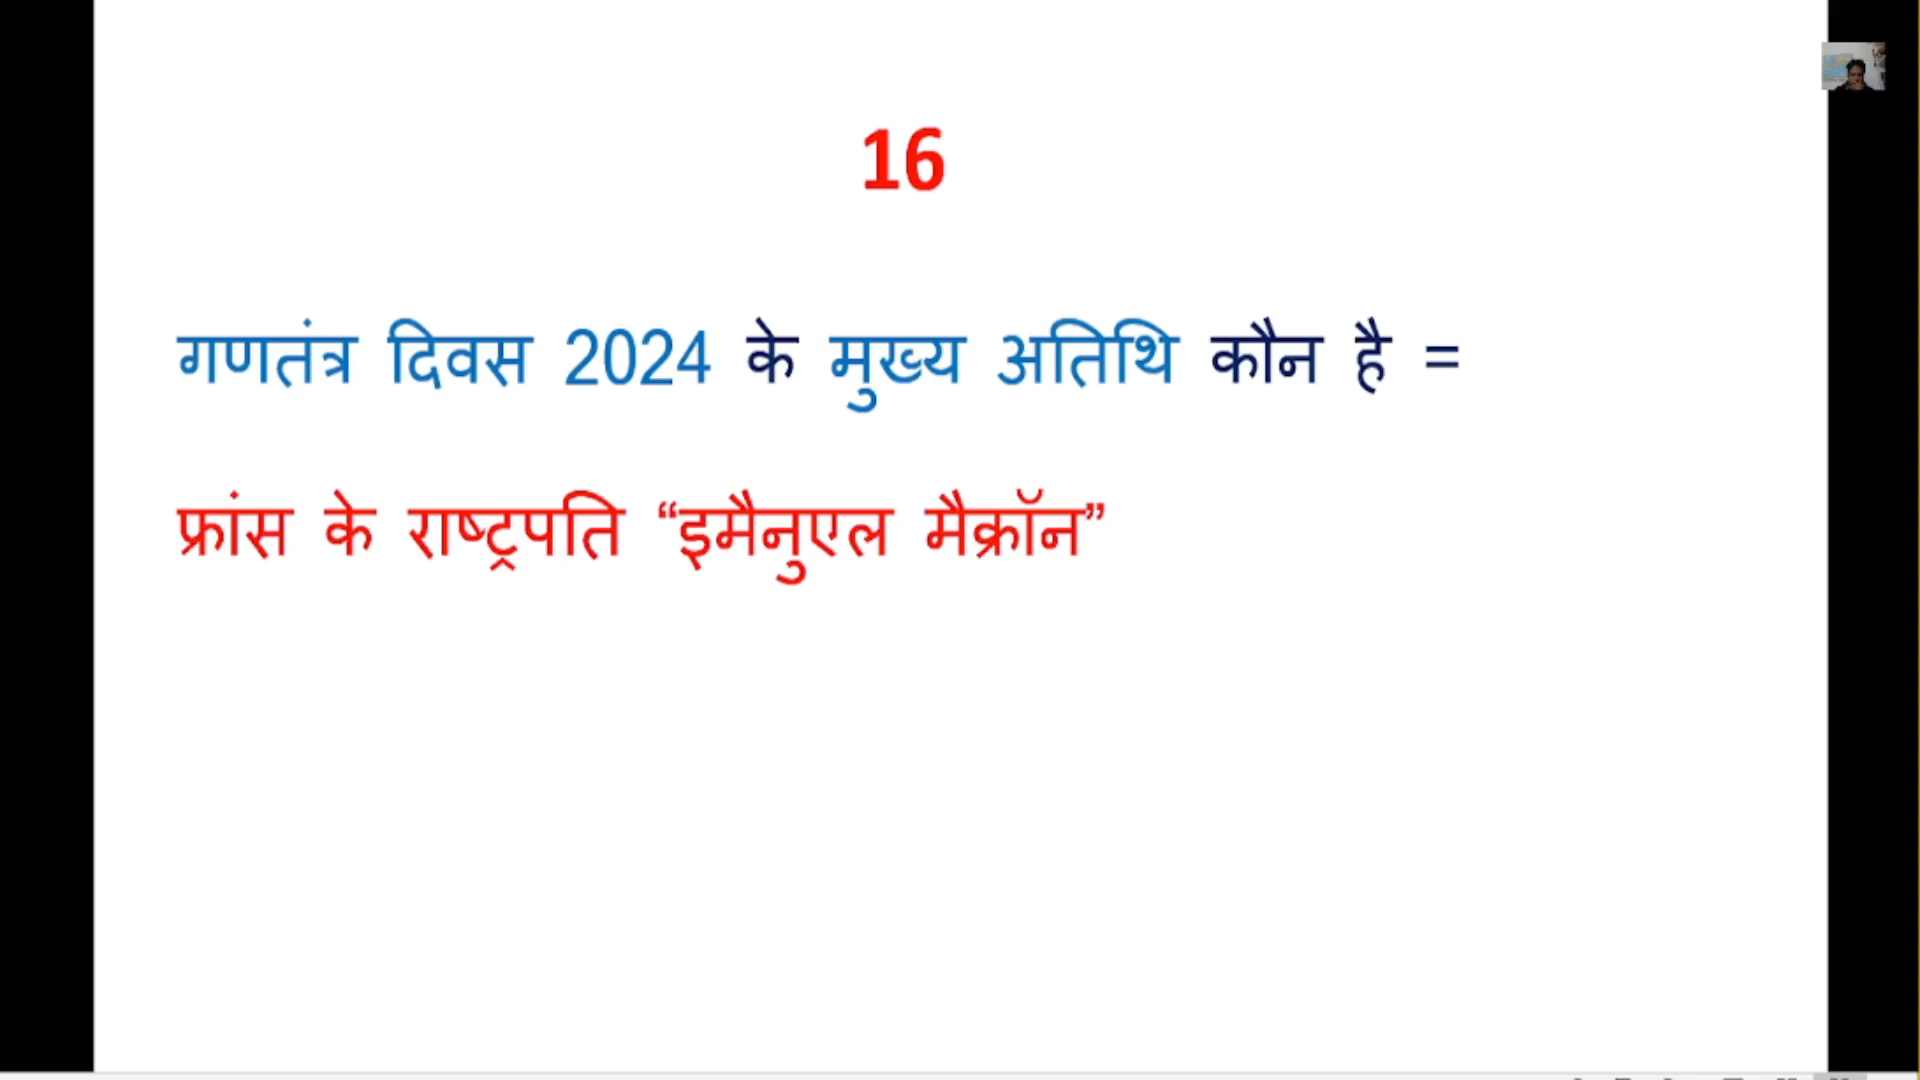 16
गणतंत्र दिवस 2024 के मुख्य अतिथि कौन है =
फ्रांस के राष्ट्रपति “इमैनुएल मैक्रॉन”